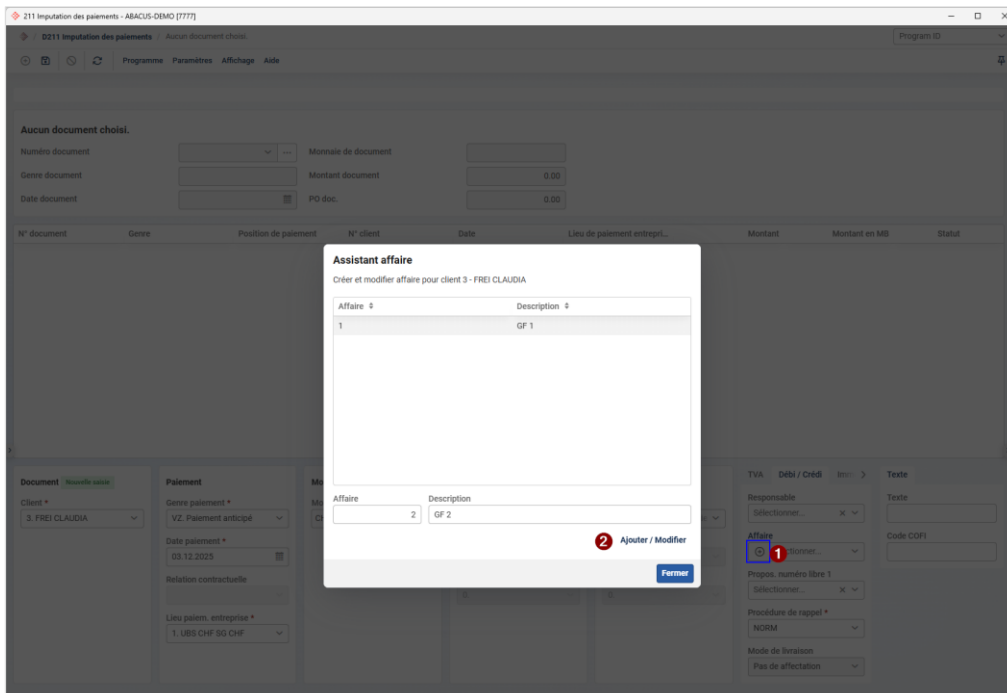 211 Imputation des paiements - ABACUS-DEMO [7777]
/ D211 Imputation des paiements / Aucun document choisi.
Program ID
Programme Paramètres Affichage Aide
Aucun document choisi.
Numéro document
Monnaie de document
Genre document
Montant document
0.00
Date document
PO doc.
0.00
N° document Genre Position de paiement N° client Date Lieu de paiement entrepri... Montant Montant en MB Statut
Assistant affaire
Créer et modifier affaire pour client 3 - FREI CLAUDIA
Affaire Description
1 GF 1
Affaire Description
2 GF 2
2 Ajouter / Modifier
Fermer
Document Nouvelle saisie
Client *
3. FREI CLAUDIA
Paiement
Genre paiement *
VZ. Paiement anticipé
Date paiement *
03.12.2025
Relation contractuelle
Lieu paiem. entreprise *
1. UBS CHF SG CHF
TVA Débi / Crédi
Responsable
Sélectionner...
Affaire
1
Propos. numéro libre 1
Sélectionner...
Procédure de rappel *
NORM
Mode de livraison
Pas de affectation
Texte
Texte
Code COFI